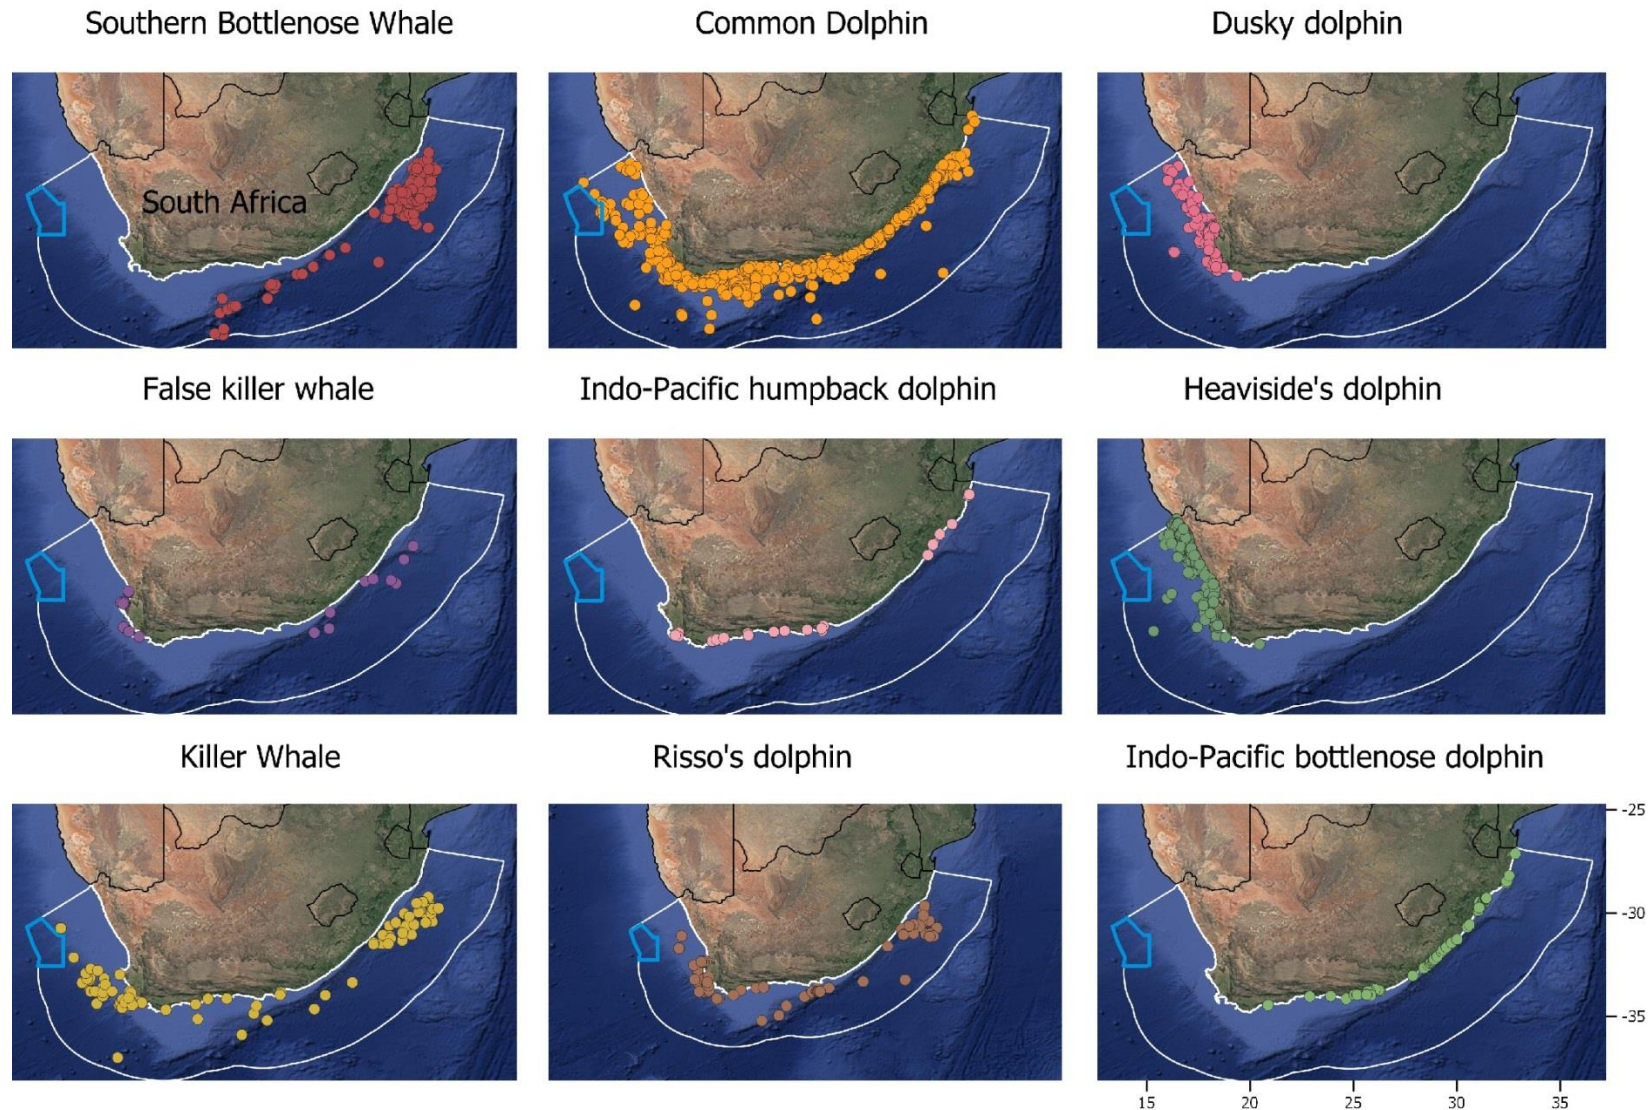 Southern Bottlenose Whale
Common Dolphin
Dusky dolphin
South Africa
False killer whale
Indo-Pacific humpback dolphin
Heaviside's dolphin
Killer Whale
Risso's dolphin
Indo-Pacific bottlenose dolphin
-25
-30
-35
15
20
25
30
35